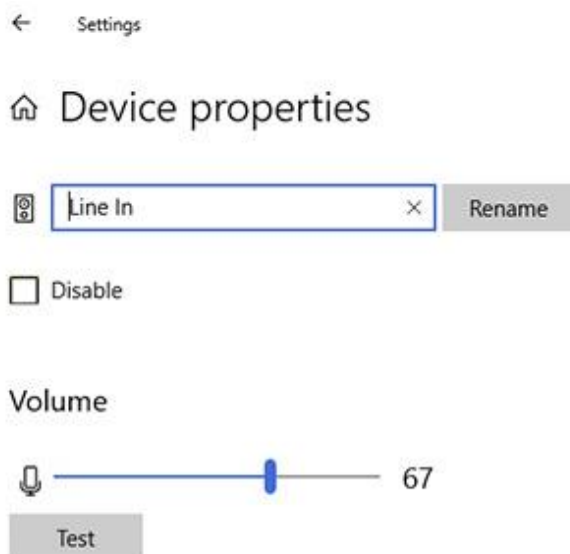 Settings
Device properties
Line In
Rename
Disable
Volume
67
Test